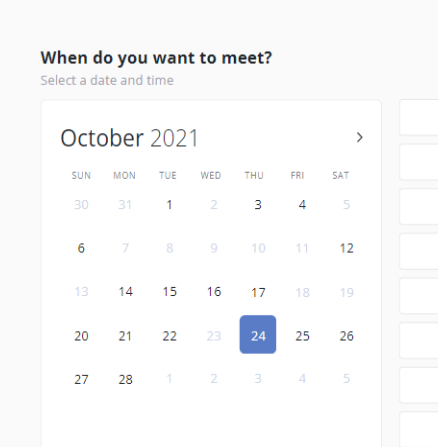 When do you want to meet?
Select a date and time
October 2021
SUN MON TUE WED THU FRI SAT
30 31 1 2 3 4 5
6 7 8 9 10 11 12
13 14 15 16 17 18 19
20 21 22 23 24 25 26
27 28 1 2 3 4 5